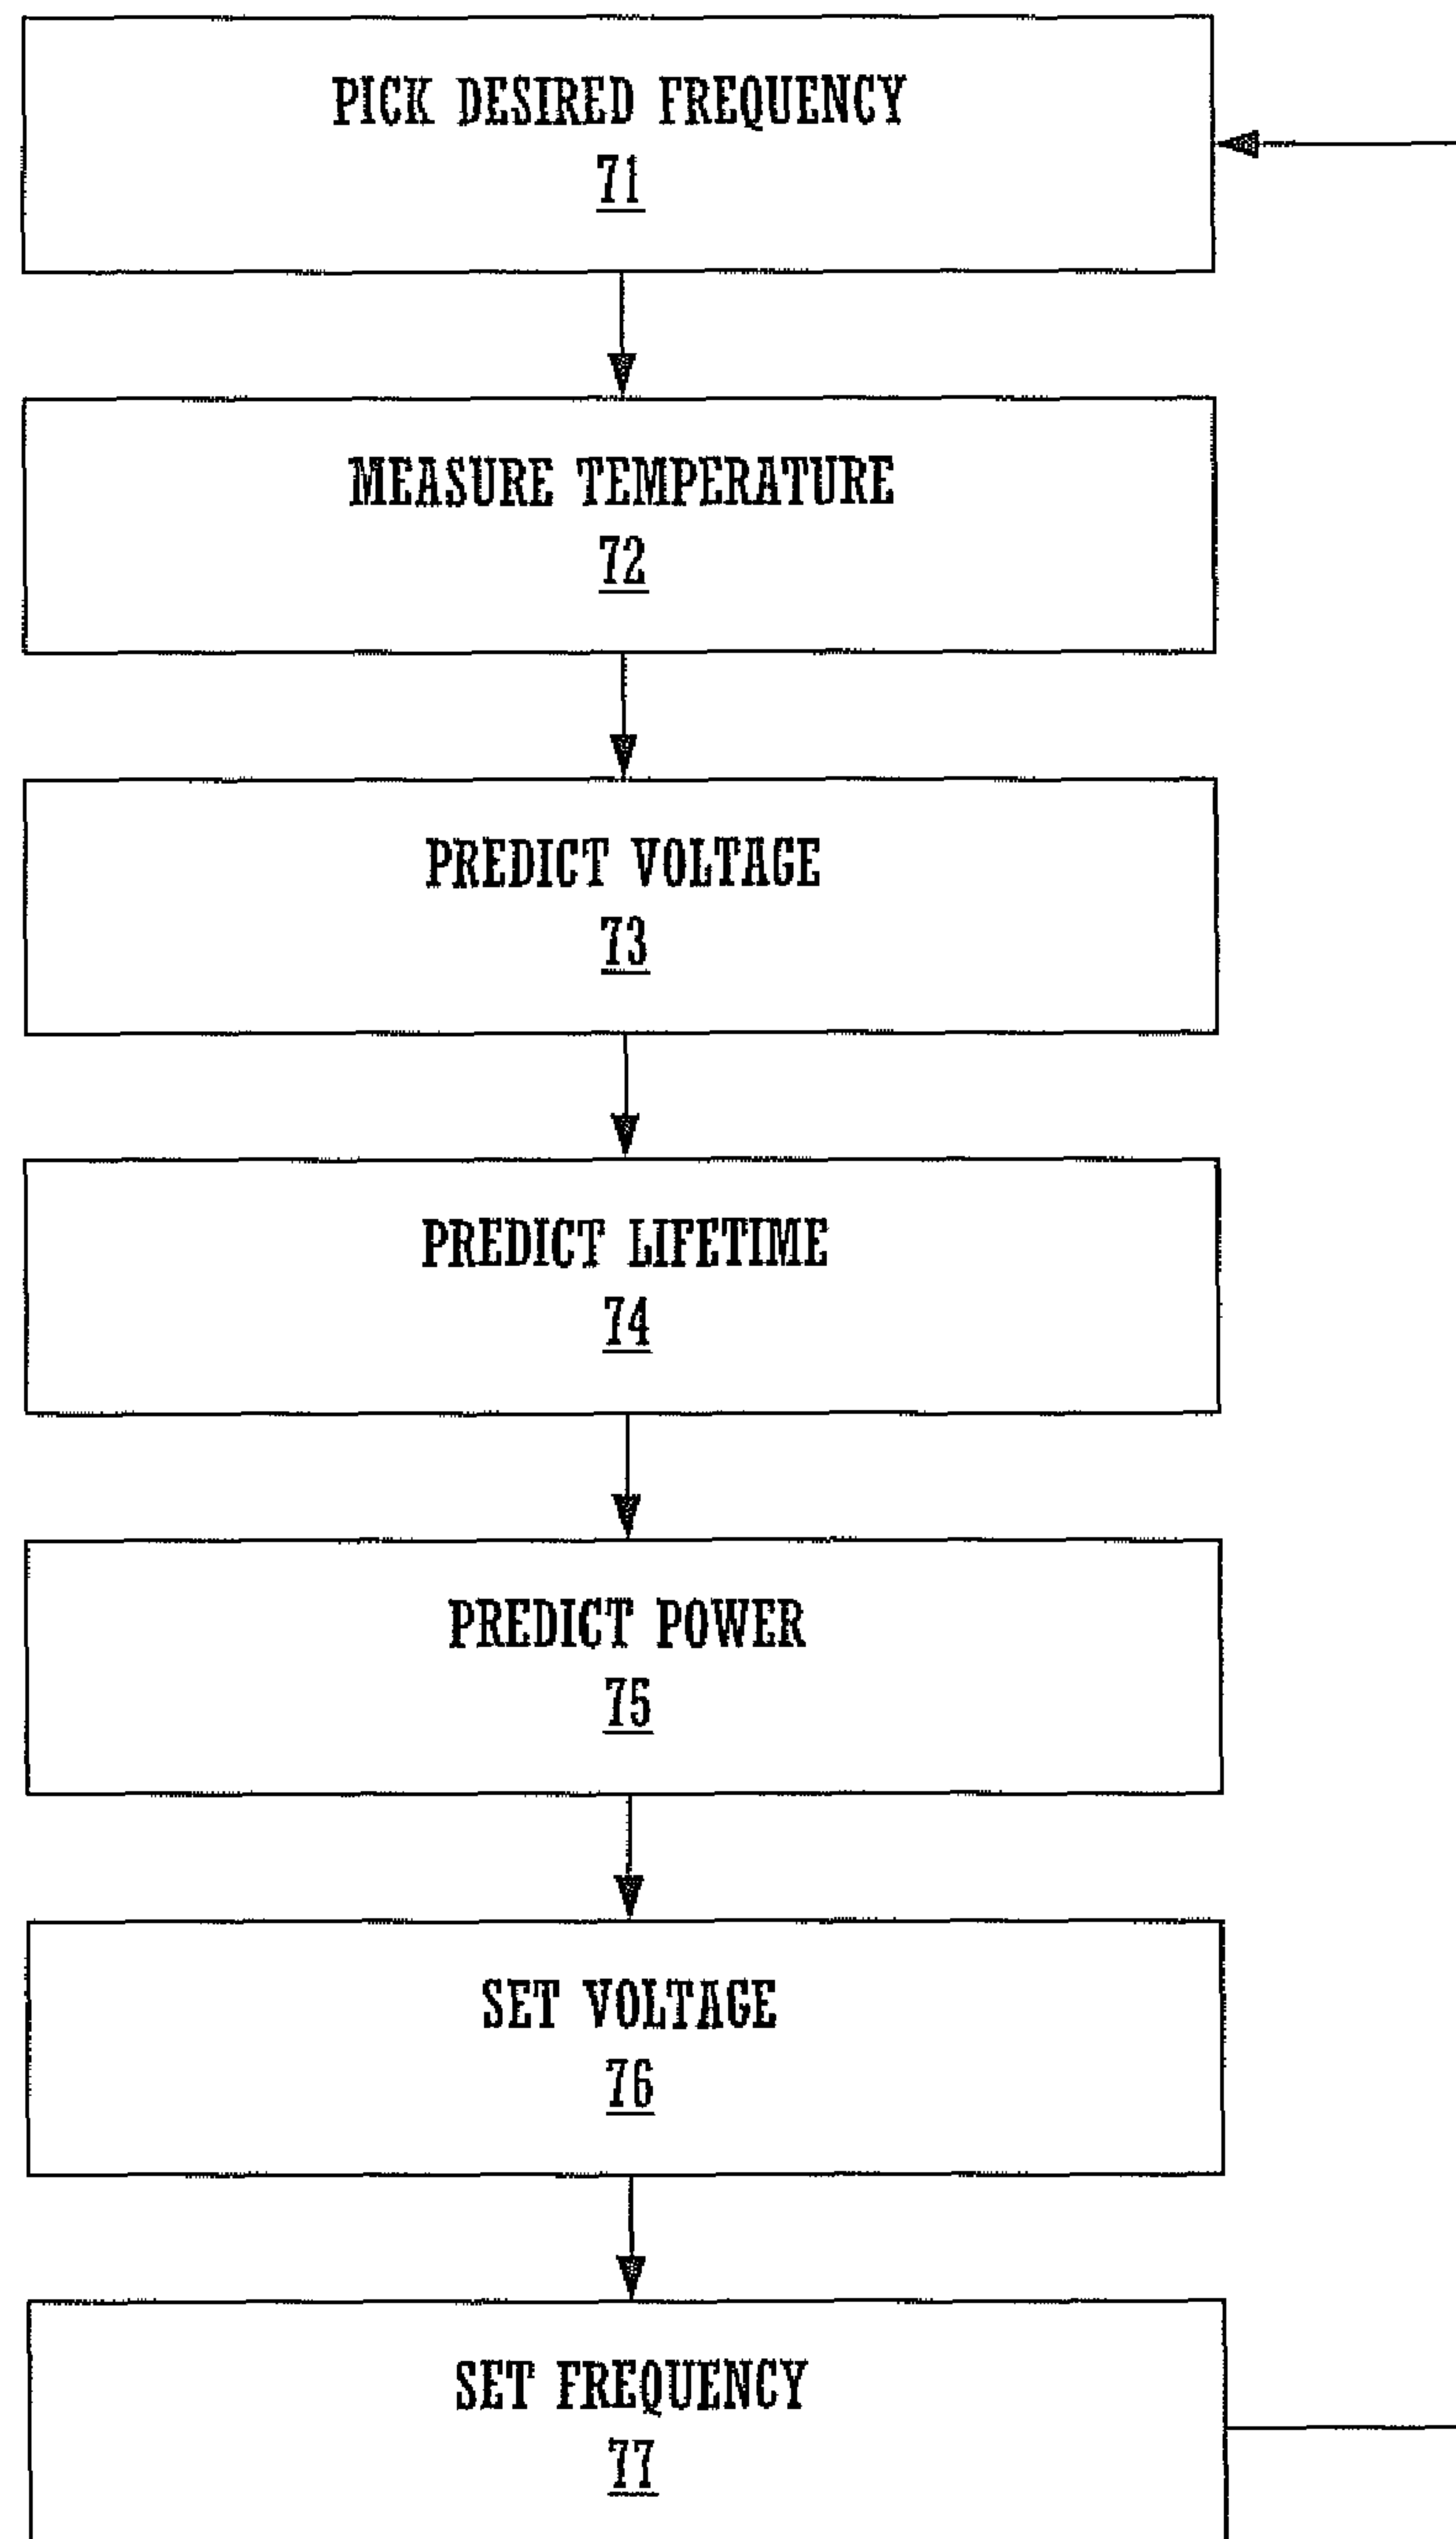 PICK DESIRED FREQUENCY
71
MEASURE TEMPERATURE
72
PREDICT VOLTAGE
73
PREDICT LIFETIME
74
PREDICT POWER
75
SET VOLTAGE
76
SET FREQUENCY
77